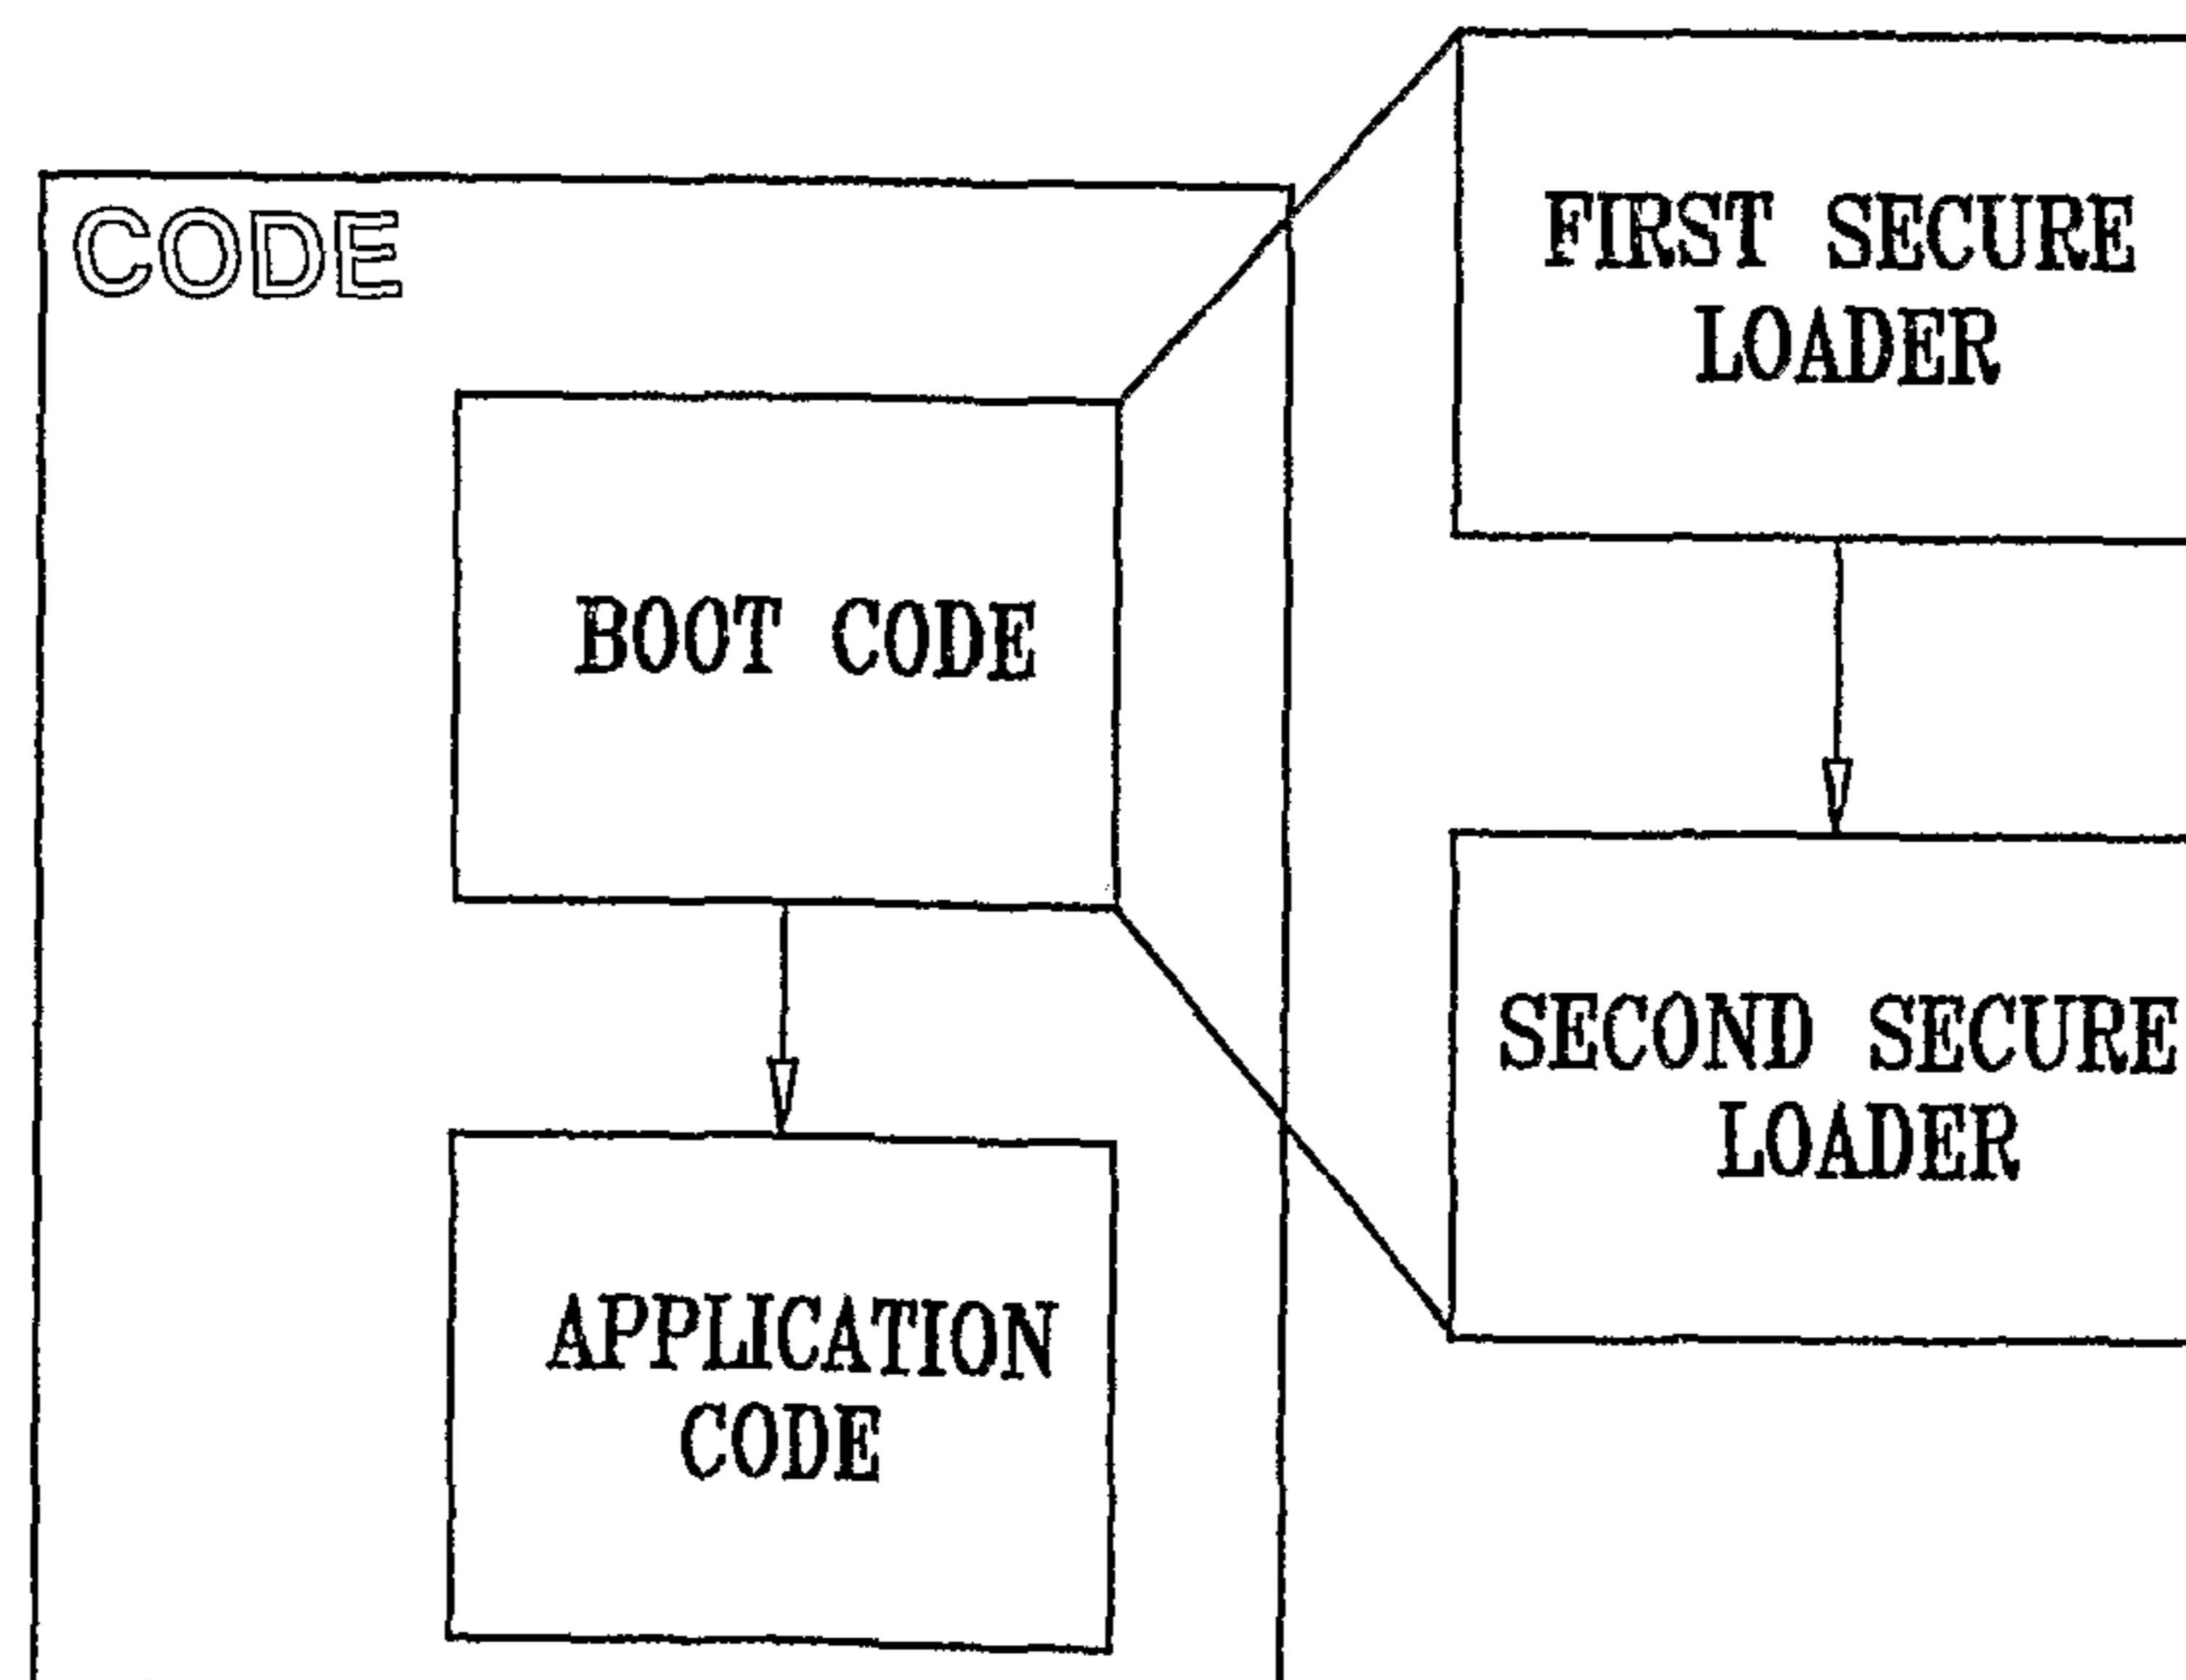 CODE
BOOT CODE
APPLICATION
CODE
FIRST SECURE
LOADER
SECOND SECURE
LOADER